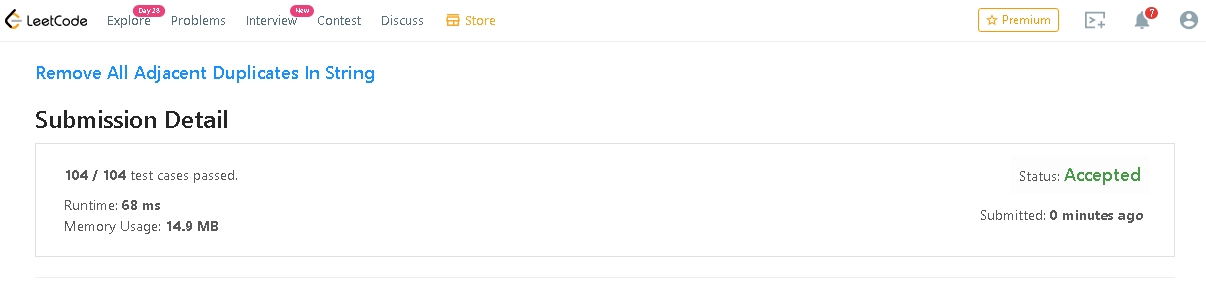 LeetCode Explore Day 28 Problems Interview New Contest Discuss Store Premium 7
Remove All Adjacent Duplicates In String
Submission Detail
104 / 104 test cases passed. Status: Accepted
Runtime: 68 ms
Submitted: 0 minutes ago
Memory Usage: 14.9 MB